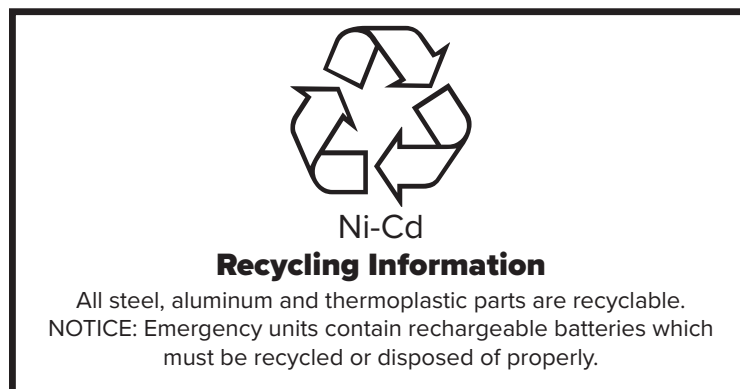 Ni-Cd
Recycling Information
All steel, aluminum and thermoplastic parts are recyclable.
NOTICE: Emergency units contain rechargeable batteries which
must be recycled or disposed of properly.